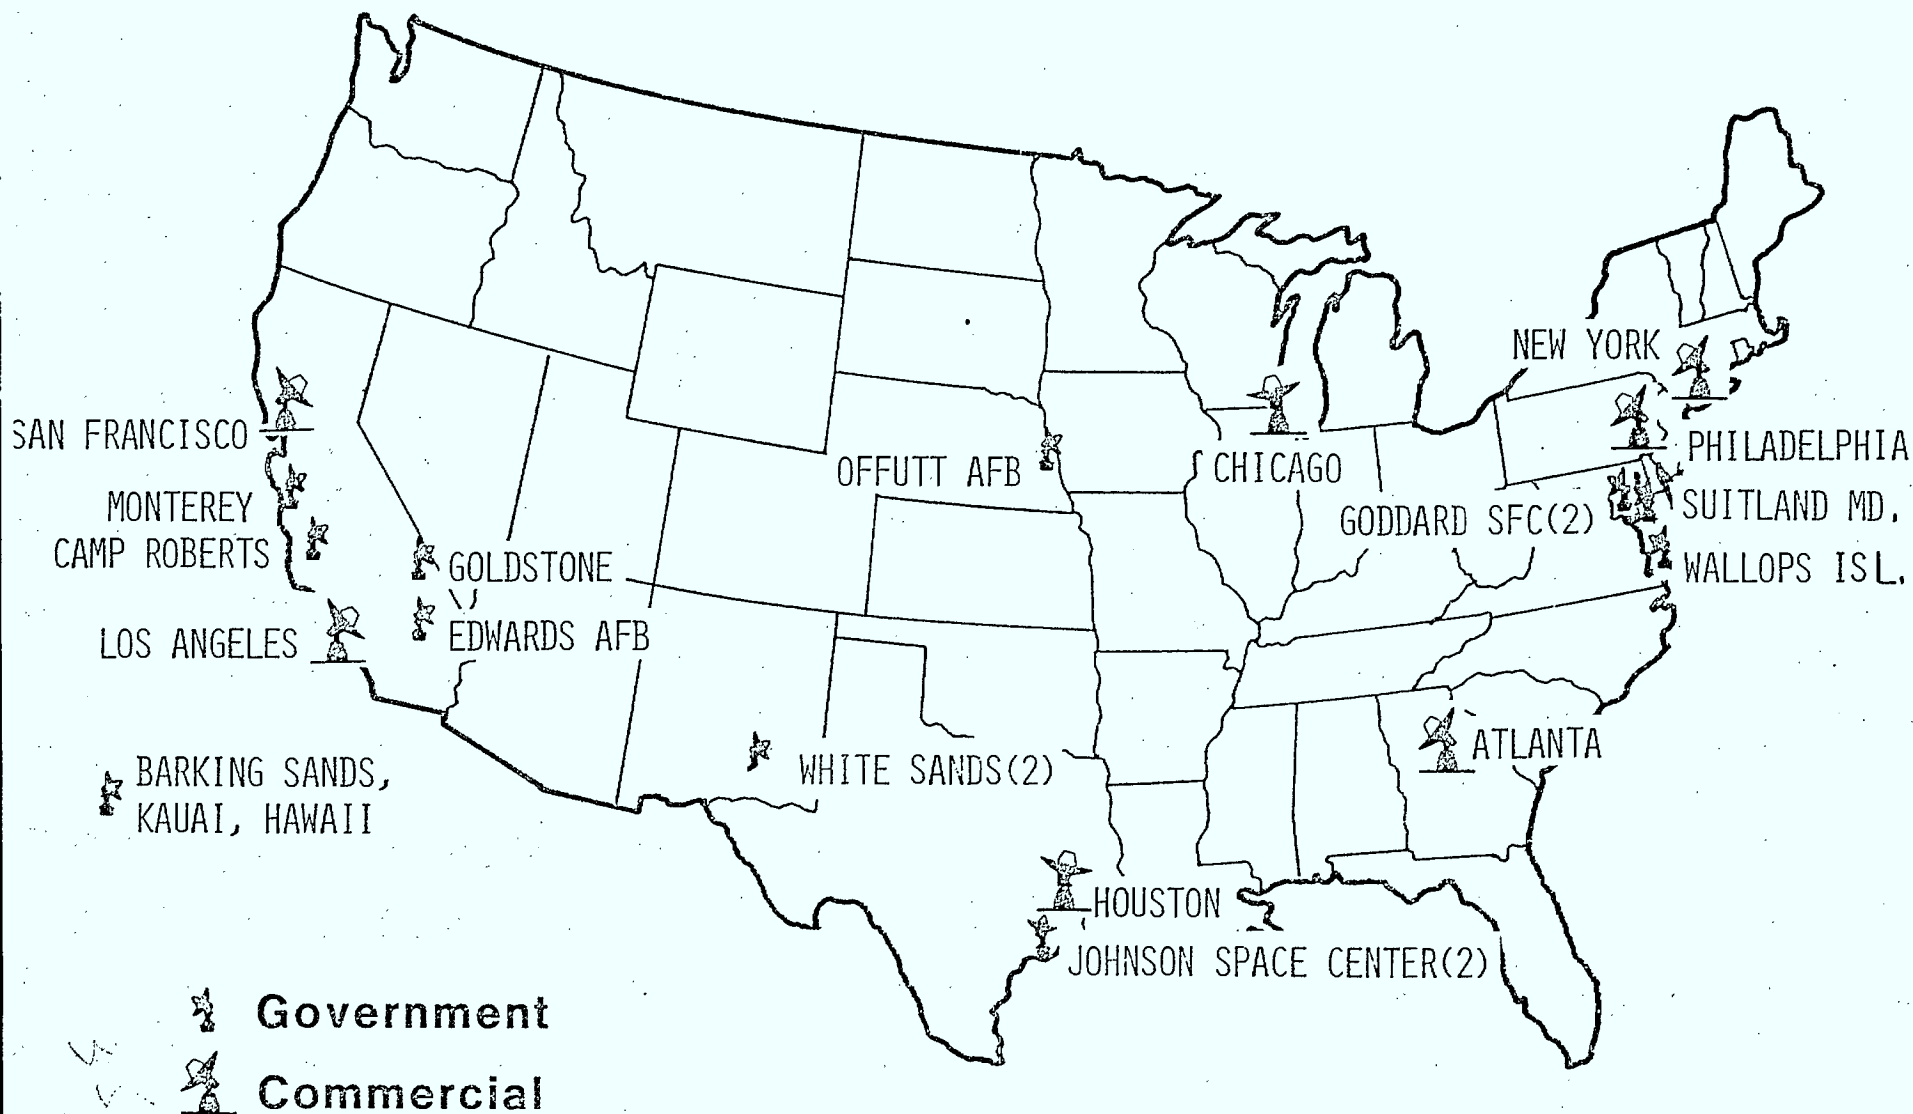 NEW YORK
SAN FRANCISCO
OFFUTT AFB
CHICAGO
PHILADELPHIA
MONTEREY
GODDARD SFC(2)
SUITLAND MD.
CAMP ROBERTS
GOLDSTONE
WALLOPS ISL.
LOS ANGELES
EDWARDS AFB
ATLANTA
BARKING SANDS,
KAUAI, HAWAII
WHITE SANDS(2)
HOUSTON
JOHNSON SPACE CENTER(2)
Government
Commercial